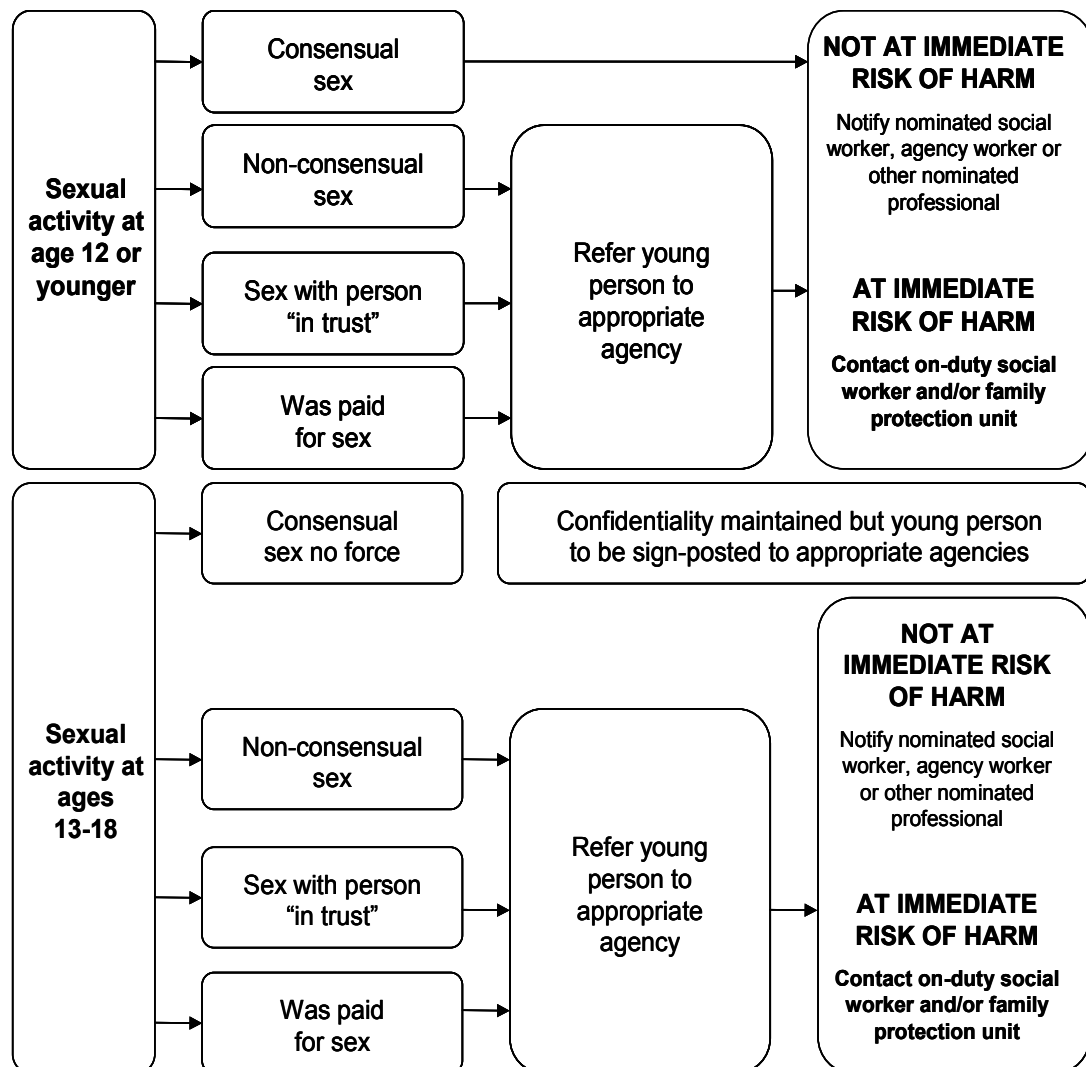 Sexual
activity at
age 12 or
younger
Consensual
sex
Non-consensual
sex
Sex with person
“in trust”
Was paid
for sex
Refer young
person to
appropriate
agency
NOT AT IMMEDIATE
RISK OF HARM
Notify nominated social
worker, agency worker or
other nominated
professional
AT IMMEDIATE
RISK OF HARM
Contact on-duty social
worker and/or family
protection unit
Sexual
activity at
ages
13-18
Consensual
sex no force
Confidentiality maintained but young person
to be sign-posted to appropriate agencies
Non-consensual
sex
Sex with person
“in trust”
Was paid
for sex
Refer young
person to
appropriate
agency
NOT AT
IMMEDIATE RISK
OF HARM
Notify nominated social
worker, agency worker
or other nominated
professional
AT IMMEDIATE
RISK OF HARM
Contact on-duty social
worker and/or family
protection unit